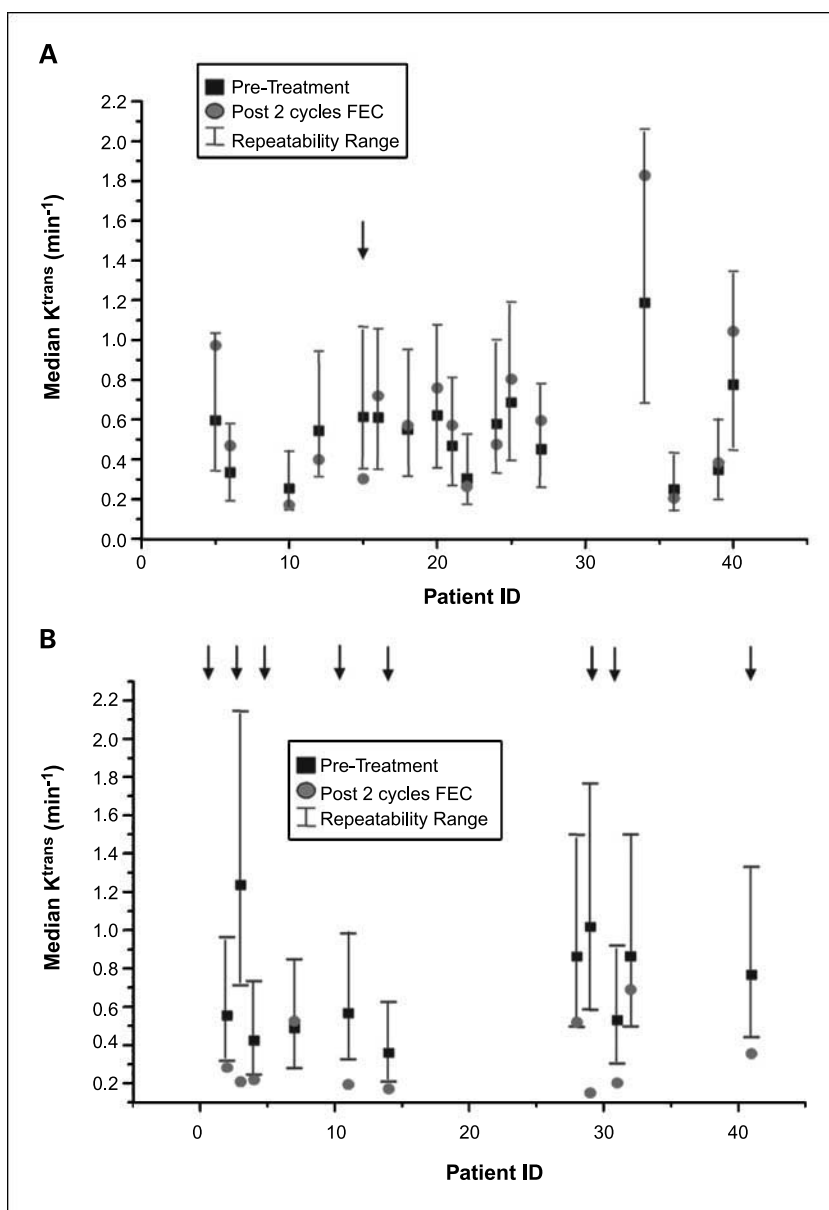 A
Pre-Treatment
Post 2 cycles FEC
Repeatability Range
2.2
2.0
1.8
1.6
1.4
1.2
1.0
0.8
0.6
0.4
0.2
0.0
Median Kᵗʳᵃⁿˢ (min⁻¹)
0 10 20 30 40
Patient ID
B
Pre-Treatment
Post 2 cycles FEC
Repeatability Range
2.2
2.0
1.8
1.6
1.4
1.2
1.0
0.8
0.6
0.4
0.2
Median Kᵗʳᵃⁿˢ (min⁻¹)
0 10 20 30 40
Patient ID